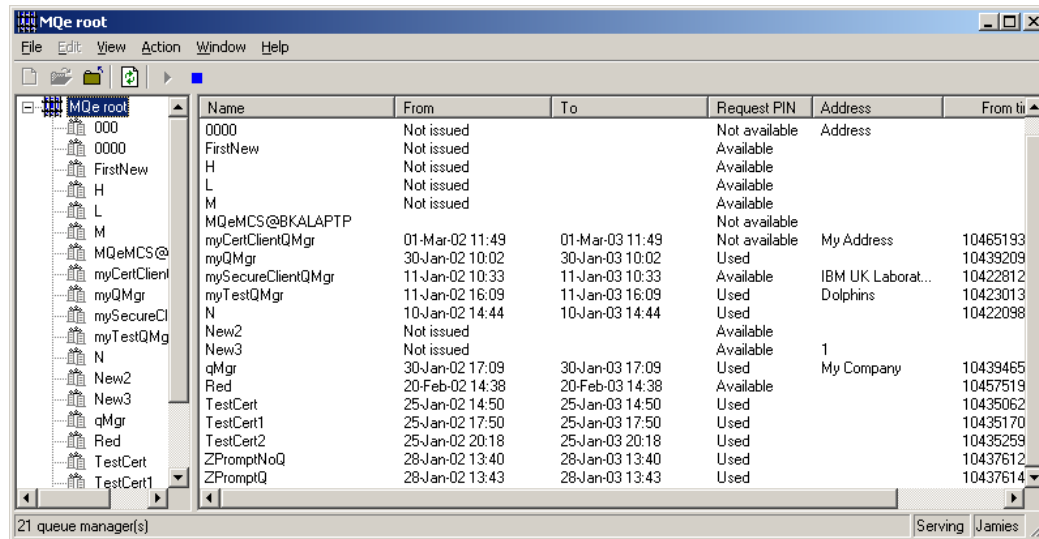 MQe root
File Edit View Action Window Help
MQe root
000
0000
FirstNew
H
L
M
MQeMCS@
myCertClient
myQMgr
mySecureCl
myTestQMg
N
New2
New3
qMgr
Red
TestCert
TestCert1
Name From To Request PIN Address From ti
0000 Not issued Not available Address
FirstNew Not issued Available
H Not issued Available
L Not issued Available
M Not issued Available
MQeMCS@BKALAPTP Not available
myCertClientQMgr 01-Mar-02 11:49 01-Mar-03 11:49 Not available My Address 10465193
myQMgr 30-Jan-02 10:02 30-Jan-03 10:02 Used 10439209
mySecureClientQMgr 11-Jan-02 10:33 11-Jan-03 10:33 Available IBM UK Laborat... 10422812
myTestQMgr 11-Jan-02 16:09 11-Jan-03 16:09 Used Dolphins 10423013
N 10-Jan-02 14:44 10-Jan-03 14:44 Used 10422098
New2 Not issued Available
New3 Not issued Available 1
qMgr 30-Jan-02 17:09 30-Jan-03 17:09 Used My Company 10439465
Red 20-Feb-02 14:38 20-Feb-03 14:38 Available 10457519
TestCert 25-Jan-02 14:50 25-Jan-03 14:50 Used 10435062
TestCert1 25-Jan-02 17:50 25-Jan-03 17:50 Used 10435170
TestCert2 25-Jan-02 20:18 25-Jan-03 20:18 Used 10435259
ZPromptNoQ 28-Jan-02 13:40 28-Jan-03 13:40 Used 10437612
ZPromptQ 28-Jan-02 13:43 28-Jan-03 13:43 Used 10437614
21 queue manager(s) Serving Jamies